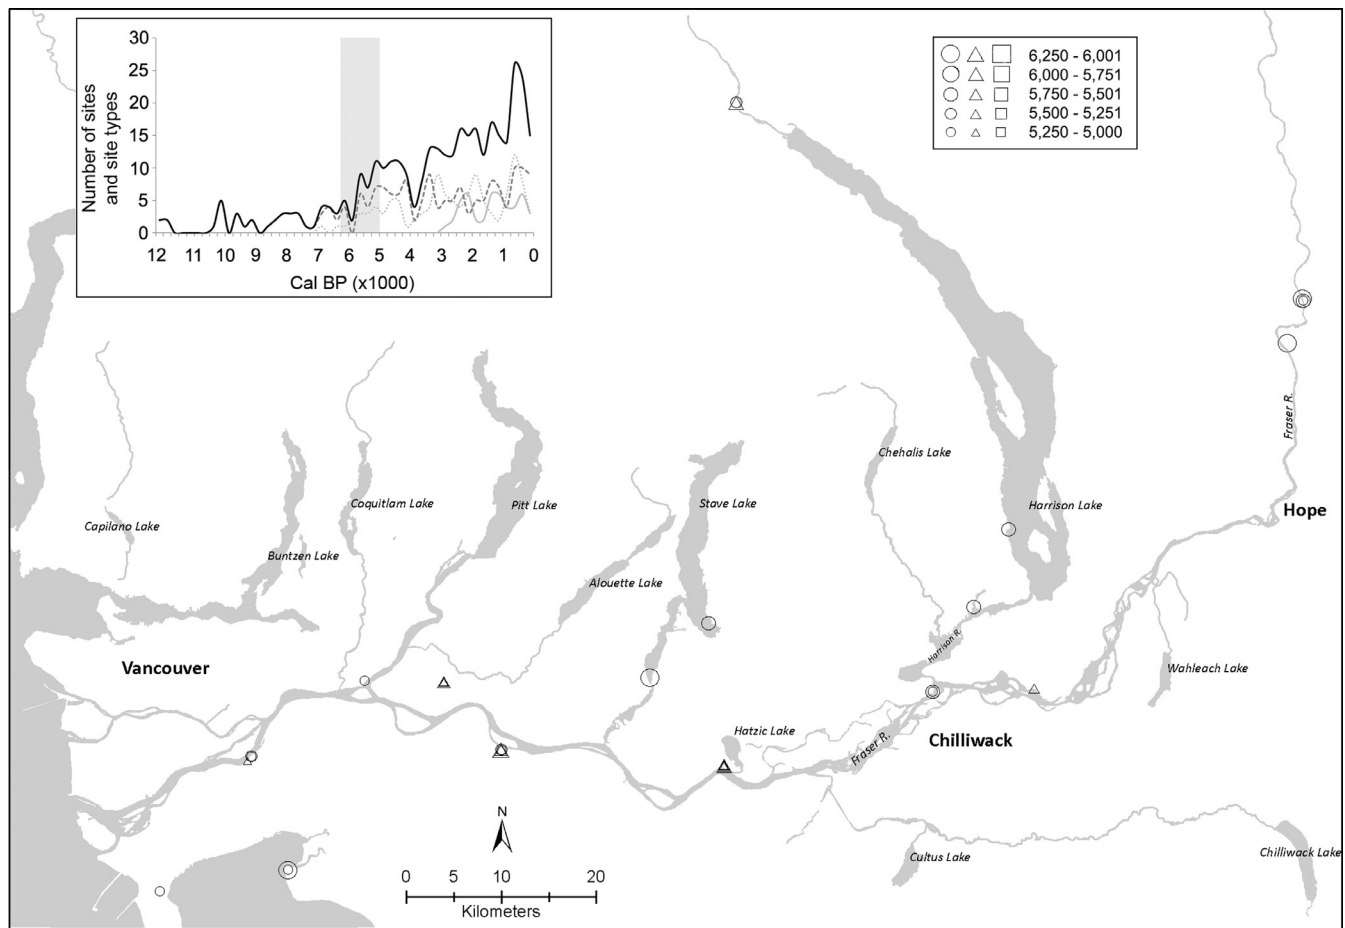 30
25
20
15
10
5
0
Number of sites
and site types
12 11 10 9 8 7 6 5 4 3 2 1 0
Cal BP (x1000)
6,250 - 6,001
6,000 - 5,751
5,750 - 5,501
5,500 - 5,251
5,250 - 5,000
Fraser R.
Chehalis Lake
Capilano Lake
Coquitlam Lake
Pitt Lake
Stave Lake
Harrison Lake
Hope
Buntzen Lake
Alouette Lake
Harrison R.
Vancouver
Wahleach Lake
Hatzic Lake
Fraser R.
Chilliwack
N
Cultus Lake
Chilliwack Lake
0 5 10 20
Kilometers